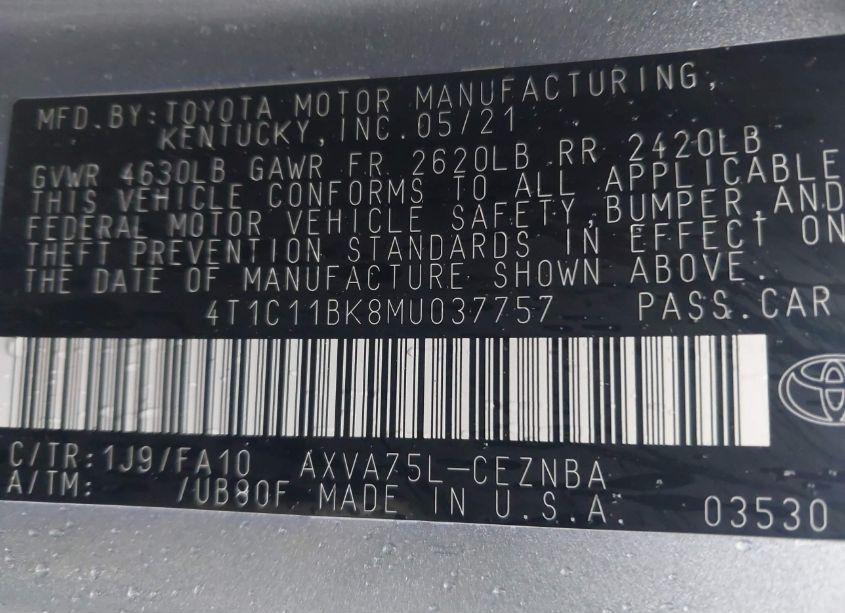 MFD.BY:TOYOTA MOTOR MANUFACTURING,
KENTUCKY,INC.05/21
GVWR 4630LB GAWR FR 2620LB RR 2420LB
THIS VEHICLE CONFORMS TO ALL APPLICABLE
FEDERAL MOTOR VEHICLE SAFETY,BUMPER,AND
THEFT PREVENTION STANDARDS IN EFFECT ON
THE DATE OF MANUFACTURE SHOWN ABOVE.
4T1C11BK8MU037757 PASS.CAR
C/TR:1J9/FA10 AXVA75L-CEZNBA
A/TM: /UB80F MADE IN U.S.A. 03530